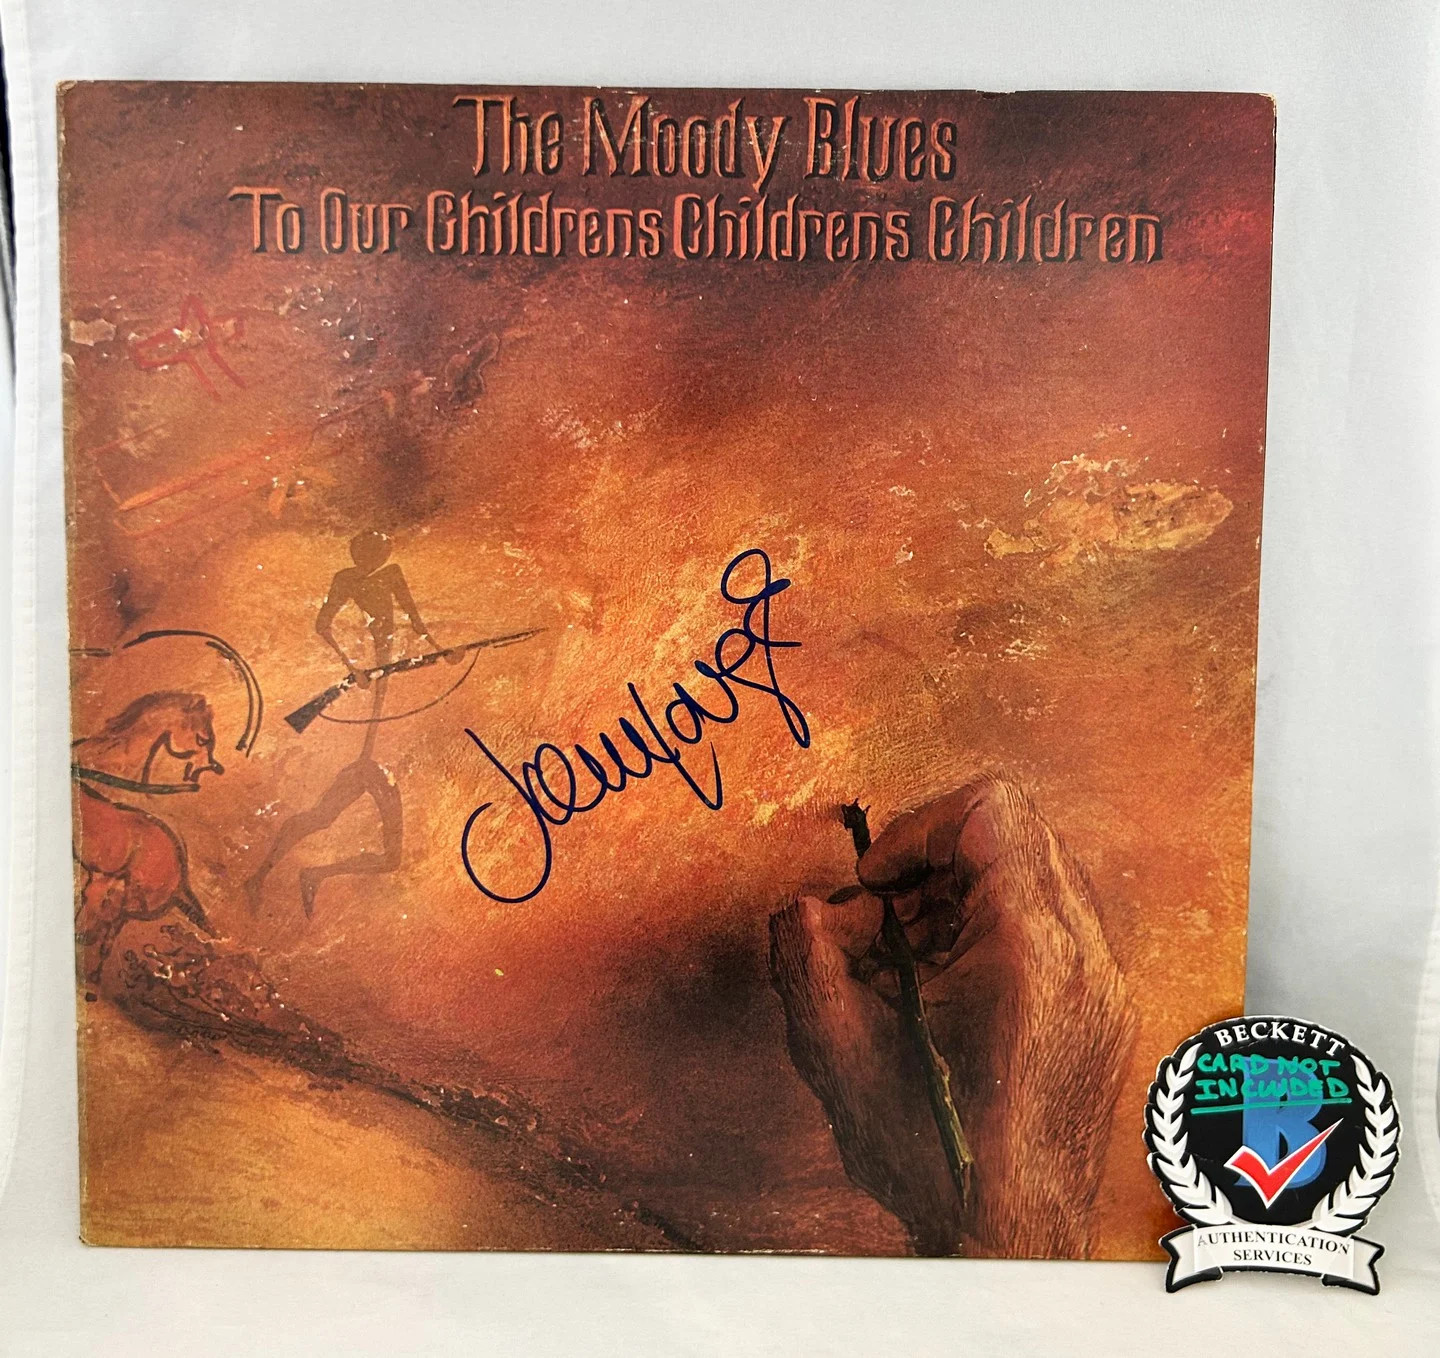 The Moody Blues
To Our Childrens Childrens Children
BECKETT
CARD NOT
INCLUDED
B
AUTHENTICATION
SERVICES